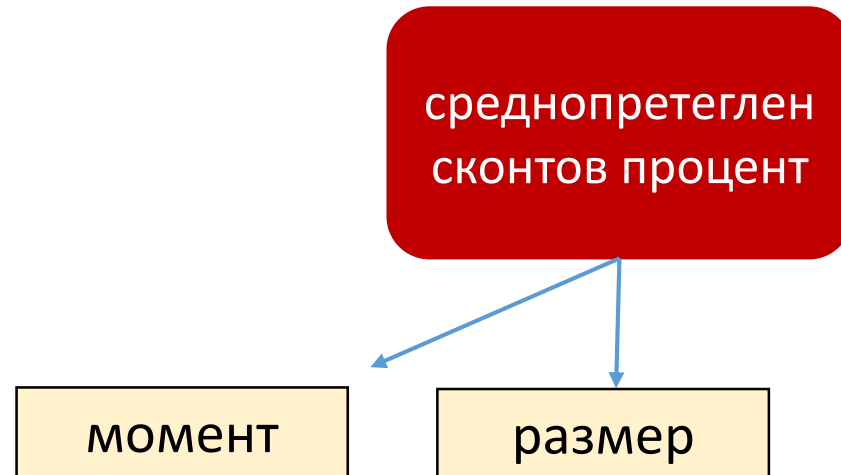 среднопретеглен
сконтов процент
момент
размер